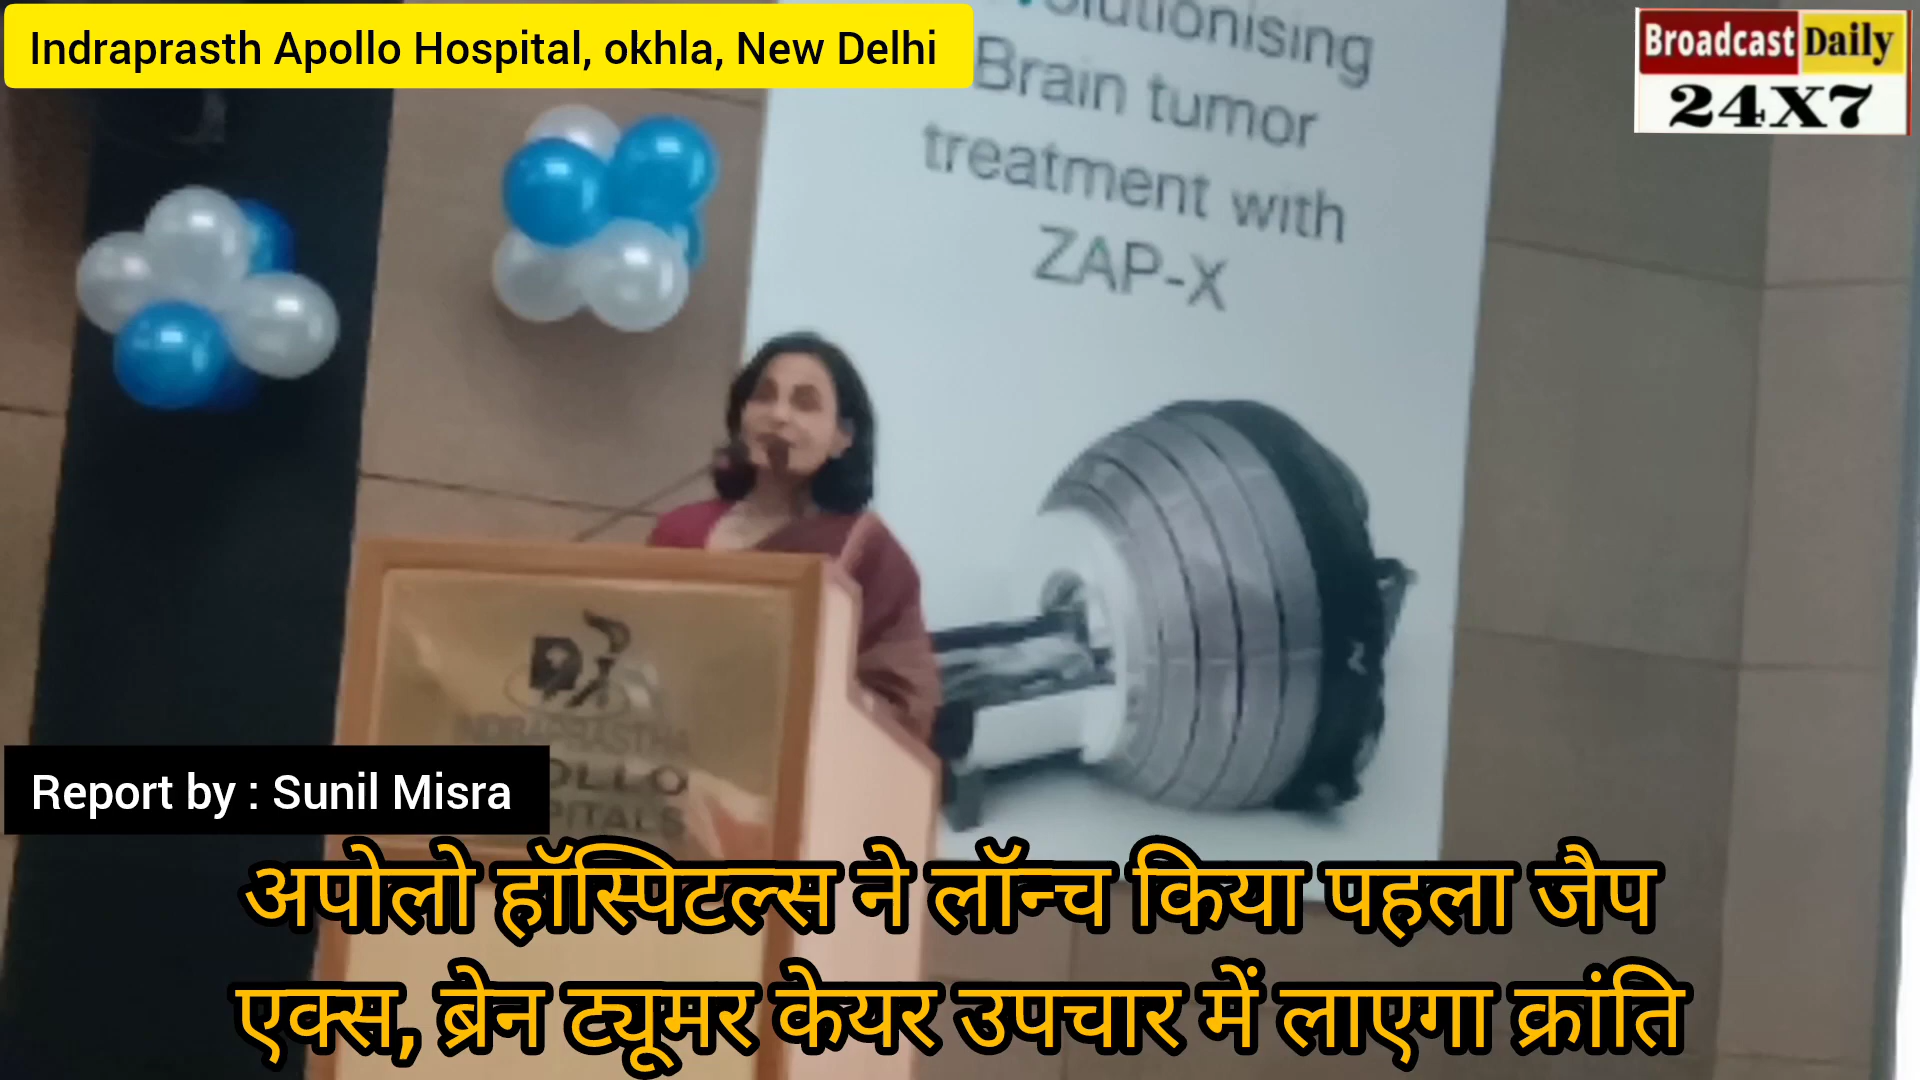 Indraprasth Apollo Hospital, okhla, New Delhi
Broadcast Daily
24X7
Brain tumor
treatment with
ZAP-X
INDRAPRASTHA
Report by : Sunil Misra
अपोलो हॉस्पिटल्स ने लॉन्च किया पहला जैप
एक्स, ब्रेन ट्यूमर केयर उपचार में लाएगा क्रांति